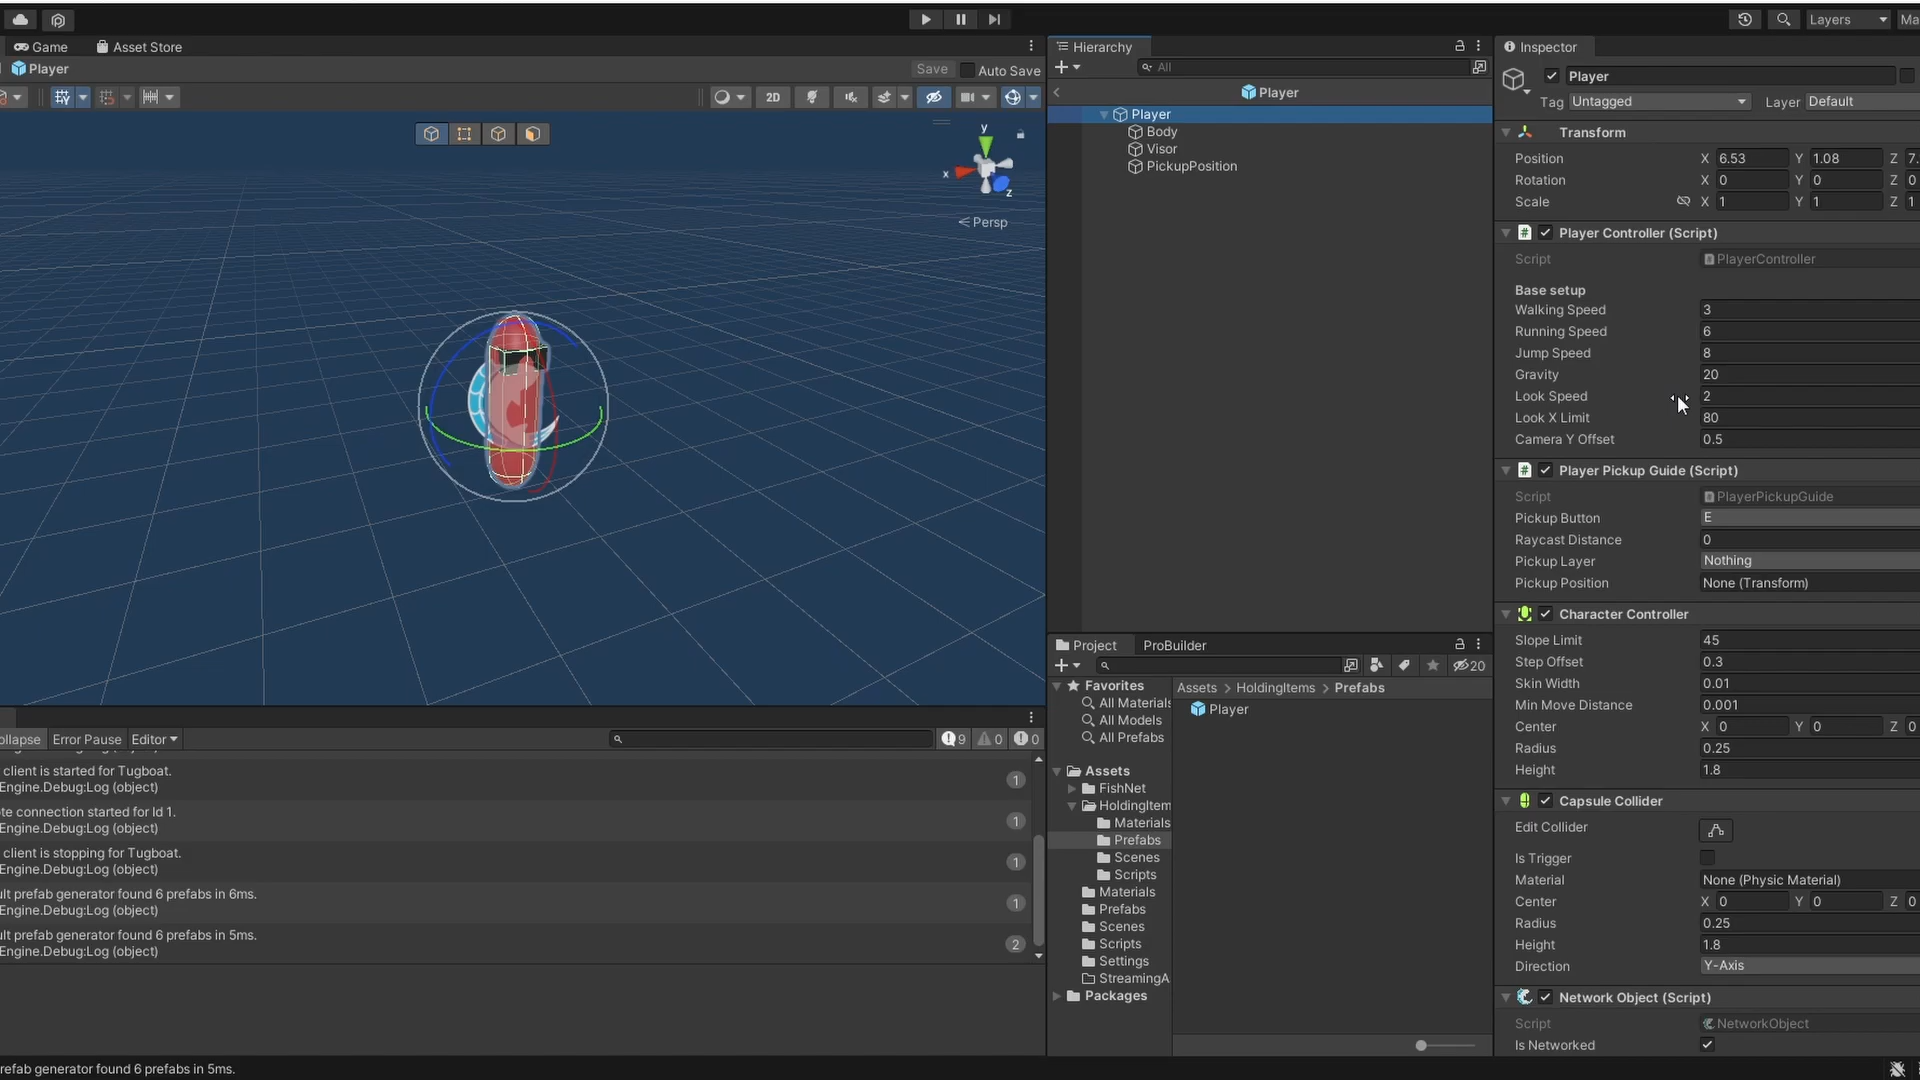 Layers
Ma
Game
Asset Store
Player
Save
Auto Save
2D
y
x
z
Persp
Hierarchy
All
Player
Player
Body
Visor
PickupPosition
Inspector
Player
Tag Untagged Layer Default
Transform
Position X 6.53 Y 1.08 Z 7.
Rotation X 0 Y 0 Z 0
Scale X 1 Y 1 Z 1
Player Controller (Script)
Script PlayerController
Base setup
Walking Speed 3
Running Speed 6
Jump Speed 8
Gravity 20
Look Speed 2
Look X Limit 80
Camera Y Offset 0.5
Player Pickup Guide (Script)
Script PlayerPickupGuide
Pickup Button E
Raycast Distance 0
Pickup Layer Nothing
Pickup Position None (Transform)
Character Controller
Slope Limit 45
Step Offset 0.3
Skin Width 0.01
Min Move Distance 0.001
Center X 0 Y 0 Z 0
Radius 0.25
Height 1.8
Capsule Collider
Edit Collider
Is Trigger
Material None (Physic Material)
Center X 0 Y 0 Z 0
Radius 0.25
Height 1.8
Direction Y-Axis
Network Object (Script)
Script NetworkObject
Is Networked
Project
ProBuilder
20
Favorites
All Materials
All Models
All Prefabs
Assets
FishNet
HoldingItem
Materials
Prefabs
Scenes
Scripts
Materials
Prefabs
Scenes
Scripts
Settings
StreamingA
Packages
Assets > HoldingItems > Prefabs
Player
ollapse Error Pause Editor
9 0 0
client is started for Tugboat.
Engine.Debug:Log (object)
1
te connection started for Id 1.
Engine.Debug:Log (object)
1
client is stopping for Tugboat.
Engine.Debug:Log (object)
1
ult prefab generator found 6 prefabs in 6ms.
Engine.Debug:Log (object)
1
ult prefab generator found 6 prefabs in 5ms.
Engine.Debug:Log (object)
2
refab generator found 6 prefabs in 5ms.